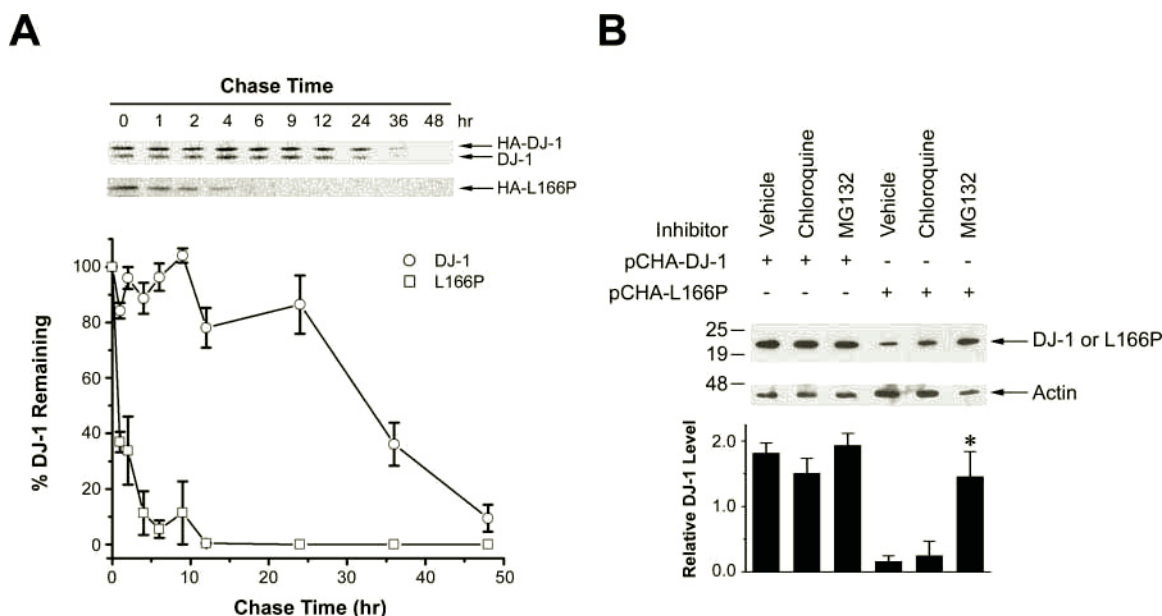 A
Chase Time
0 1 2 4 6 9 12 24 36 48 hr
HA-DJ-1
DJ-1
HA-L166P
% DJ-1 Remaining
100
80
60
40
20
0
DJ-1
L166P
0 10 20 30 40 50
Chase Time (hr)
B
Inhibitor Vehicle Chloroquine MG132 Vehicle Chloroquine MG132
pCHA-DJ-1 + + + - - -
pCHA-L166P - - - + + +
25
19
DJ-1 or L166P
48
Actin
Relative DJ-1 Level
2.0
1.0
0.0
*